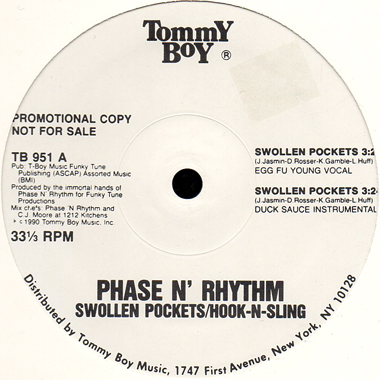 Tommy
Boy ®
PROMOTIONAL COPY
NOT FOR SALE
TB 951 A
Pub: T-Boy Music Funky Tune
Publishing (ASCAP) Assorted Music
(BMI)
Produced by the immortal hands of
Phase N' Rhythm for Funky Tune
Productions
Mix chefs: Phase 'N Rhythm and
C.J. Moore at 1212 Kitchens
℗ © 1990 Tommy Boy Music, Inc.
33⅓ RPM
SWOLLEN POCKETS 3:2
(J Jasmin-D Rosser-K Gamble-L Huff)
EGG FU YOUNG VOCAL
SWOLLEN POCKETS 3:2
(J.Jasmin-D Rosser-K Gamble-L Huff)
DUCK SAUCE INSTRUMENTAL
PHASE N' RHYTHM
SWOLLEN POCKETS/HOOK-N-SLING
Distributed by Tommy Boy Music, 1747 First Avenue, New York, NY 10128